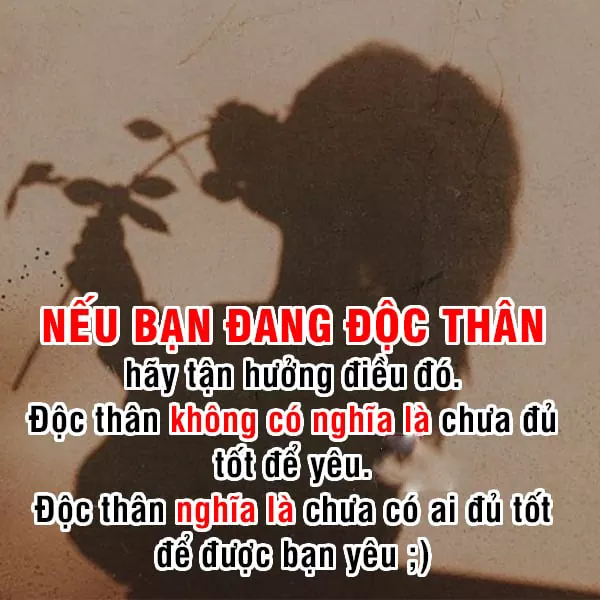 NẾU BẠN ĐANG ĐỘC THÂN
hãy tận hưởng điều đó.
Độc thân không có nghĩa là chưa đủ
tốt để yêu.
Độc thân nghĩa là chưa có ai đủ tốt
để được bạn yêu ;)